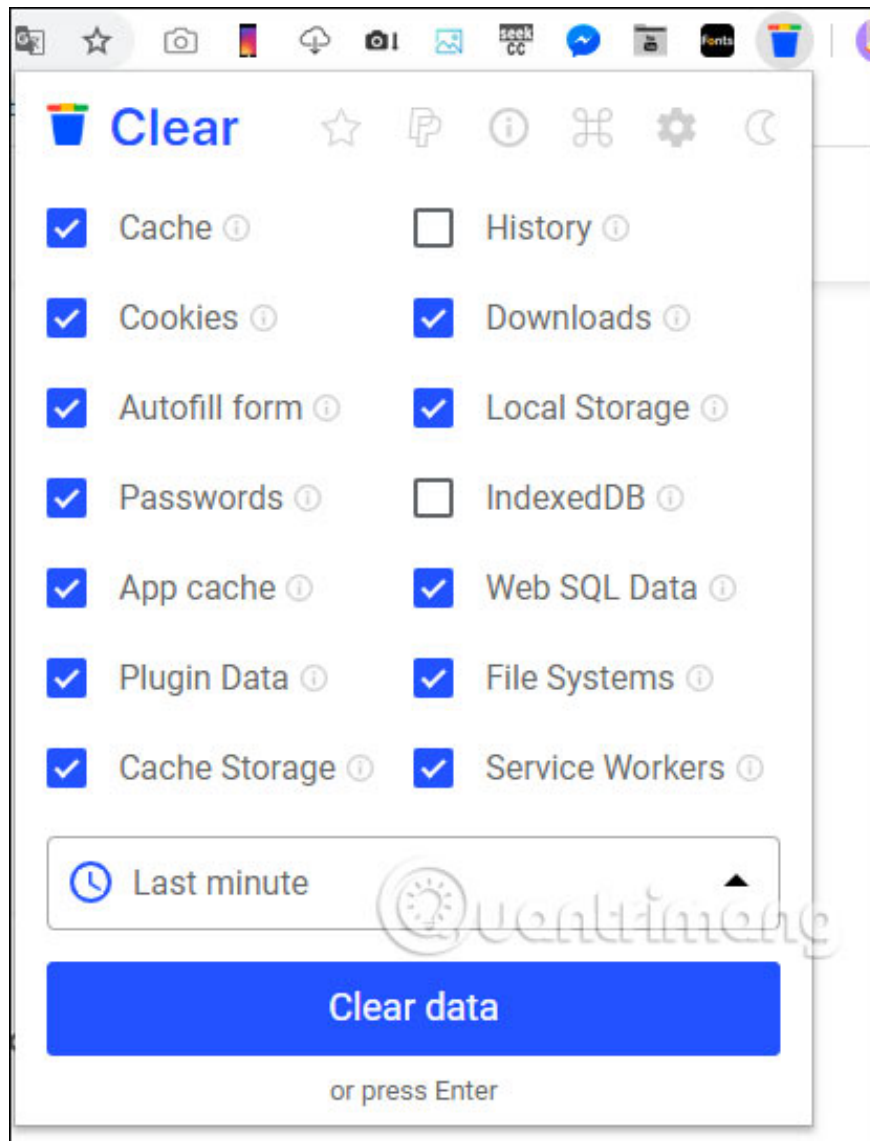 seek
CC
Fonts
Clear
Cache
History
Cookies
Downloads
Autofill form
Local Storage
Passwords
IndexedDB
App cache
Web SQL Data
Plugin Data
File Systems
Cache Storage
Service Workers
Last minute
Quantrimang
Clear data
or press Enter